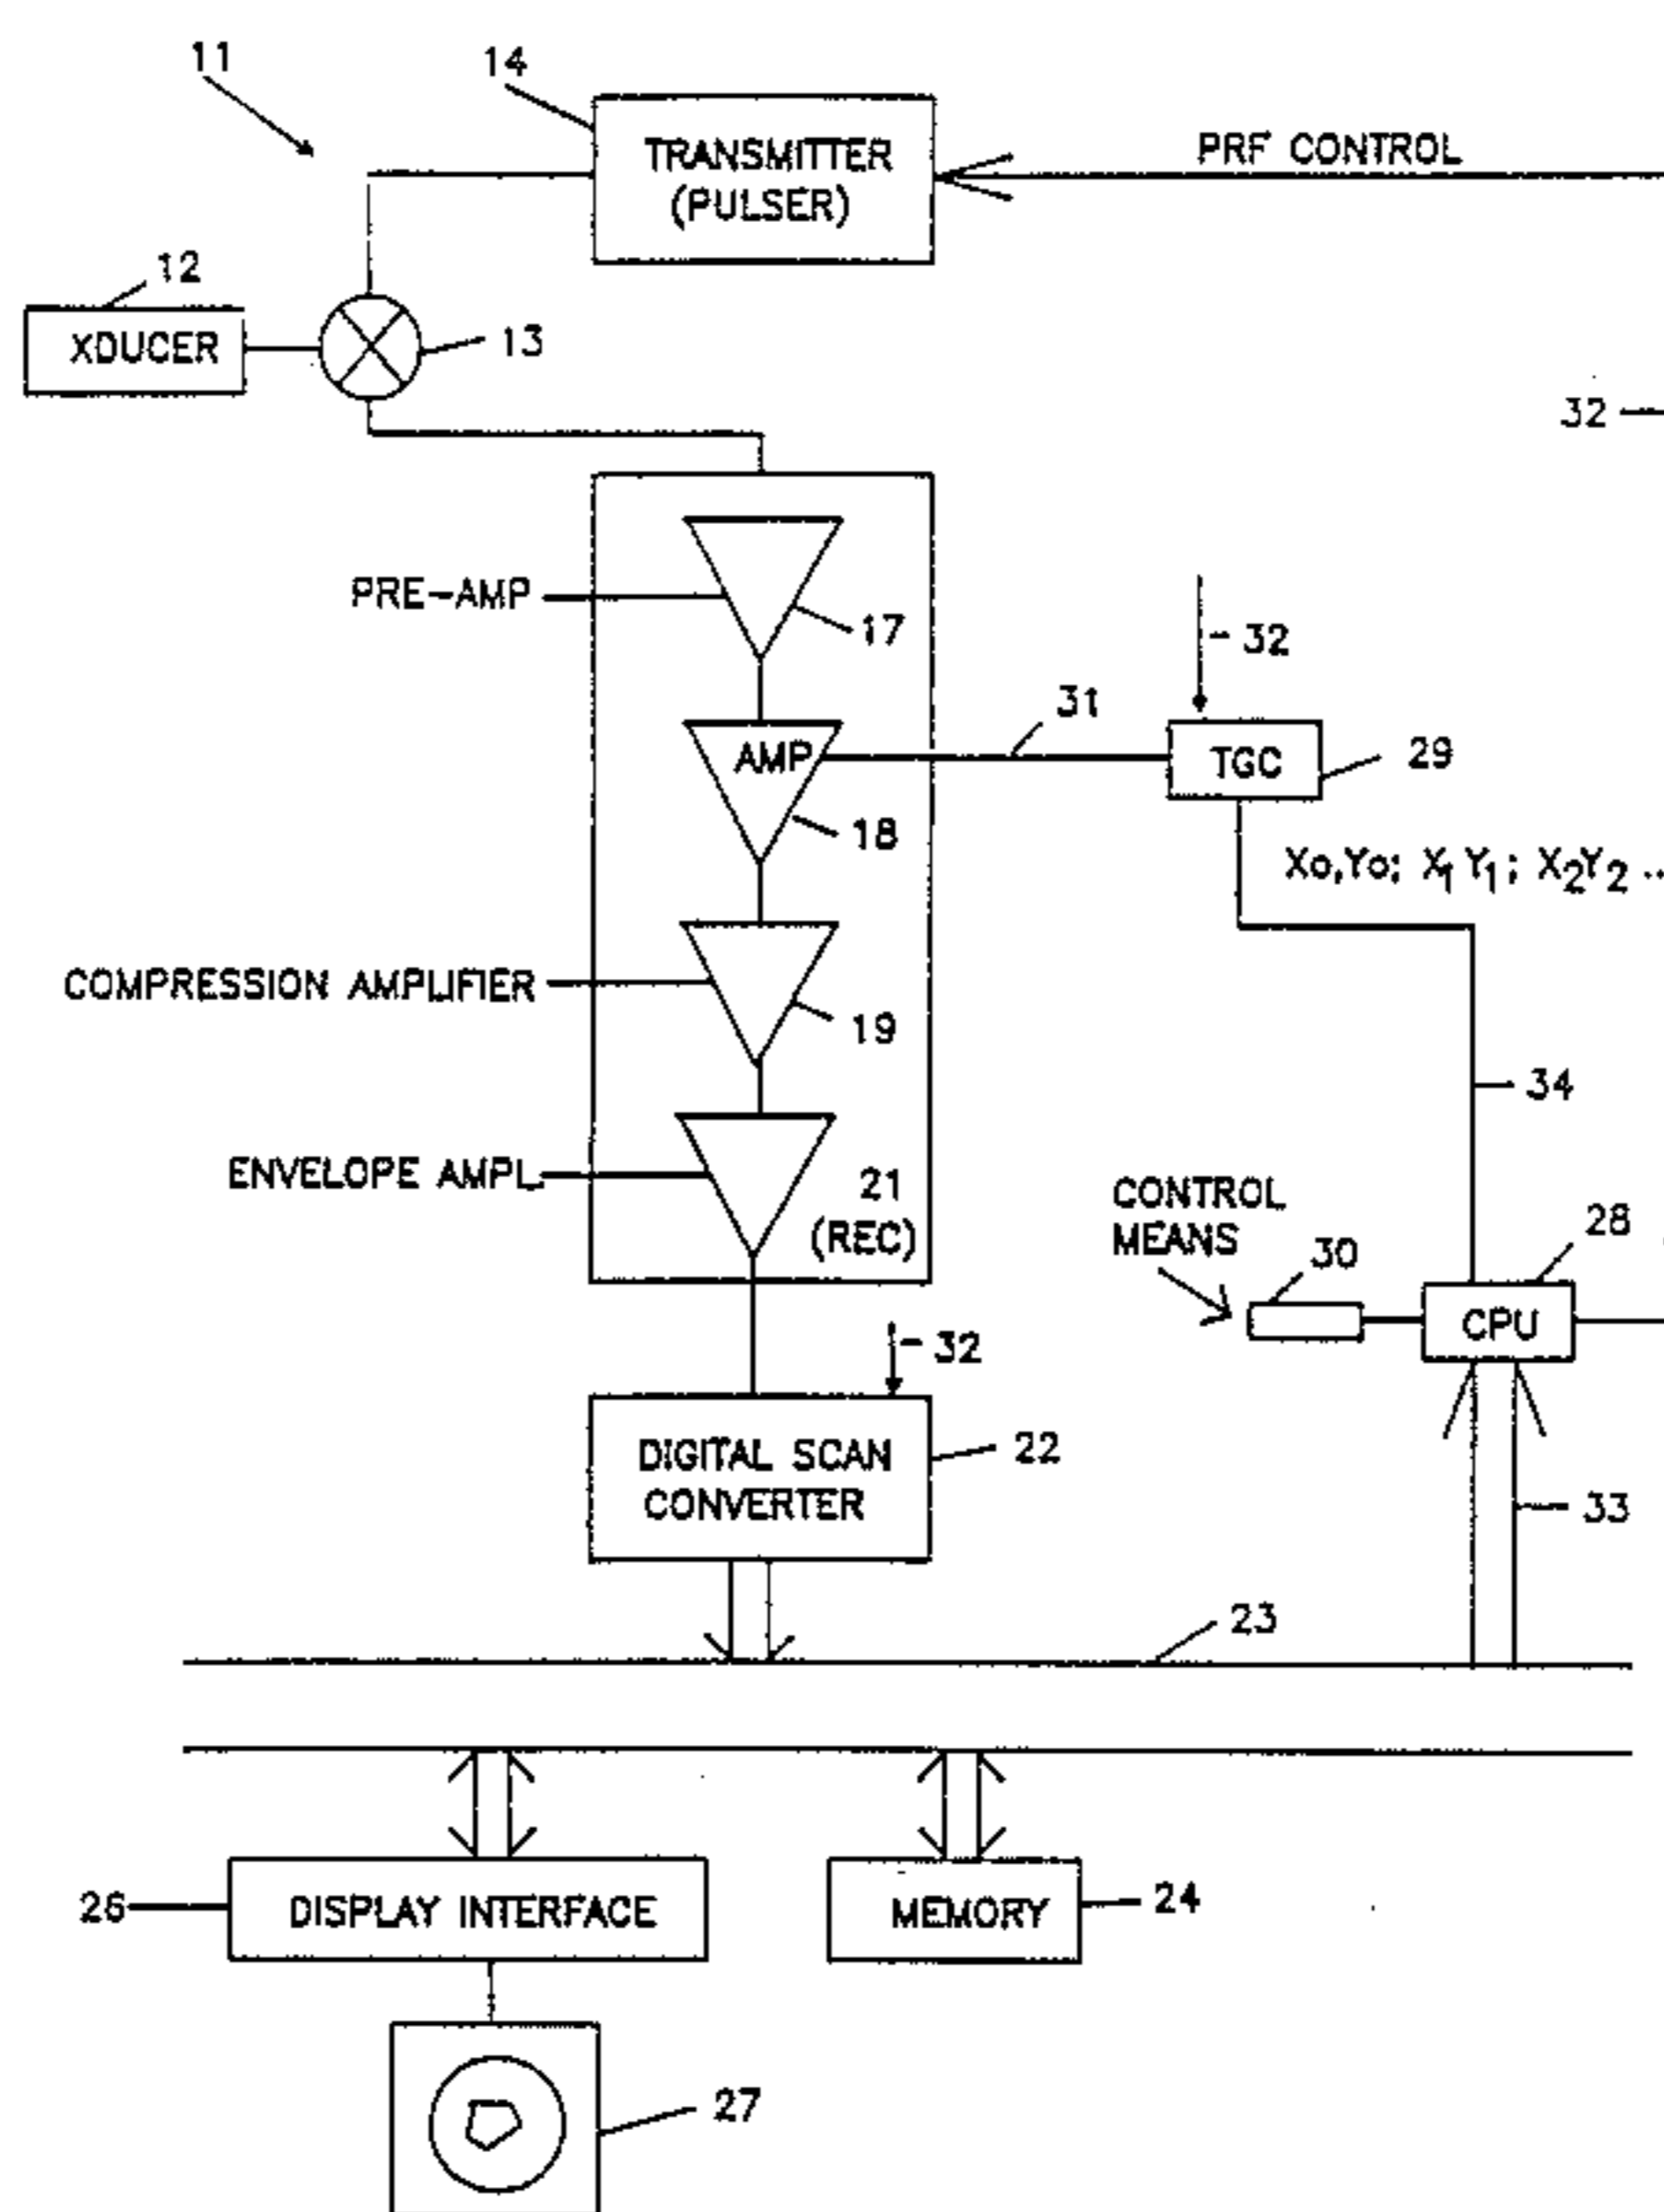 11
14
TRANSMITTER
(PULSER)
PRF CONTROL
12
XDUCER
13
32
PRE-AMP
17
32
31
AMP
TGC
29
18
Xo,Yo; X1 Y1; X2Y2 ..
COMPRESSION AMPLIFIER
19
34
ENVELOPE AMPL.
21
(REC)
CONTROL
MEANS
30
28
CPU
32
DIGITAL SCAN
CONVERTER
22
33
23
26
DISPLAY INTERFACE
MEMORY
24
27